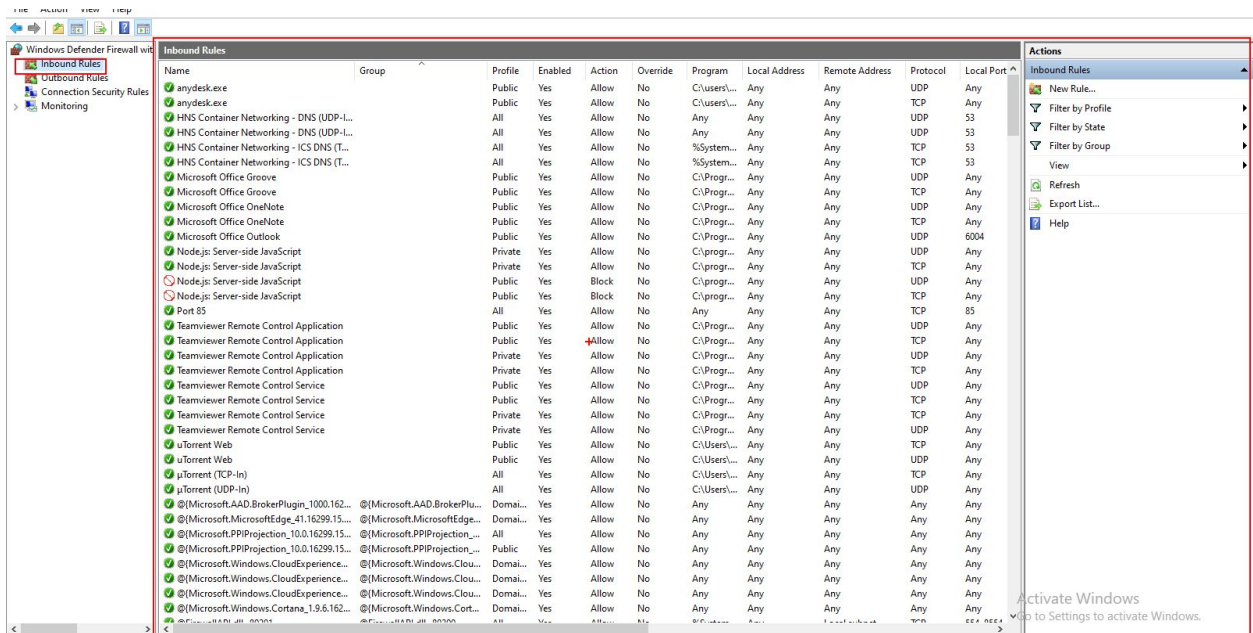 File Action View Help
Windows Defender Firewall wit
Inbound Rules
Outbound Rules
Connection Security Rules
Monitoring
Inbound Rules
Name Group Profile Enabled Action Override Program Local Address Remote Address Protocol Local Port
anydesk.exe Public Yes Allow No C:\users\... Any Any UDP Any
anydesk.exe Public Yes Allow No C:\users\... Any Any TCP Any
HNS Container Networking - DNS (UDP-I... All Yes Allow No Any Any Any UDP 53
HNS Container Networking - DNS (UDP-I... All Yes Allow No Any Any Any UDP 53
HNS Container Networking - ICS DNS (T... All Yes Allow No %System... Any Any TCP 53
HNS Container Networking - ICS DNS (T... All Yes Allow No %System... Any Any TCP 53
Microsoft Office Groove Public Yes Allow No C:\Progr... Any Any UDP Any
Microsoft Office Groove Public Yes Allow No C:\Progr... Any Any TCP Any
Microsoft Office OneNote Public Yes Allow No C:\Progr... Any Any UDP Any
Microsoft Office OneNote Public Yes Allow No C:\Progr... Any Any TCP Any
Microsoft Office Outlook Public Yes Allow No C:\Progr... Any Any UDP 6004
Node.js: Server-side JavaScript Private Yes Allow No C:\progr... Any Any UDP Any
Node.js: Server-side JavaScript Private Yes Allow No C:\progr... Any Any TCP Any
Node.js: Server-side JavaScript Public Yes Block No C:\progr... Any Any UDP Any
Node.js: Server-side JavaScript Public Yes Block No C:\progr... Any Any TCP Any
Port 85 All Yes Allow No Any Any Any TCP 85
Teamviewer Remote Control Application Public Yes Allow No C:\Progr... Any Any UDP Any
Teamviewer Remote Control Application Public Yes Allow No C:\Progr... Any Any TCP Any
Teamviewer Remote Control Application Private Yes Allow No C:\Progr... Any Any UDP Any
Teamviewer Remote Control Application Private Yes Allow No C:\Progr... Any Any TCP Any
Teamviewer Remote Control Service Public Yes Allow No C:\Progr... Any Any UDP Any
Teamviewer Remote Control Service Public Yes Allow No C:\Progr... Any Any TCP Any
Teamviewer Remote Control Service Private Yes Allow No C:\Progr... Any Any TCP Any
Teamviewer Remote Control Service Private Yes Allow No C:\Progr... Any Any UDP Any
uTorrent Web Public Yes Allow No C:\Users\... Any Any TCP Any
uTorrent Web Public Yes Allow No C:\Users\... Any Any UDP Any
µTorrent (TCP-In) All Yes Allow No C:\Users\... Any Any TCP Any
µTorrent (UDP-In) All Yes Allow No C:\Users\... Any Any UDP Any
@{Microsoft.AAD.BrokerPlugin_1000.162... @{Microsoft.AAD.BrokerPlu... Domai... Yes Allow No Any Any Any Any Any
@{Microsoft.MicrosoftEdge_41.16299.15.... @{Microsoft.MicrosoftEdge... Domai... Yes Allow No Any Any Any Any Any
@{Microsoft.PPIProjection_10.0.16299.15... @{Microsoft.PPIProjection_... All Yes Allow No Any Any Any Any Any
@{Microsoft.PPIProjection_10.0.16299.15... @{Microsoft.PPIProjection_... Public Yes Allow No Any Any Any Any Any
@{Microsoft.Windows.CloudExperience... @{Microsoft.Windows.Clou... Domai... Yes Allow No Any Any Any Any Any
@{Microsoft.Windows.CloudExperience... @{Microsoft.Windows.Clou... Domai... Yes Allow No Any Any Any Any Any
@{Microsoft.Windows.CloudExperience... @{Microsoft.Windows.Clou... Domai... Yes Allow No Any Any Any Any Any
@{Microsoft.Windows.Cortana_1.9.6.162... @{Microsoft.Windows.Cort... Domai... Yes Allow No Any Any Any Any Any
Actions
Inbound Rules
New Rule...
Filter by Profile
Filter by State
Filter by Group
View
Refresh
Export List...
Help
Activate Windows
Go to Settings to activate Windows.